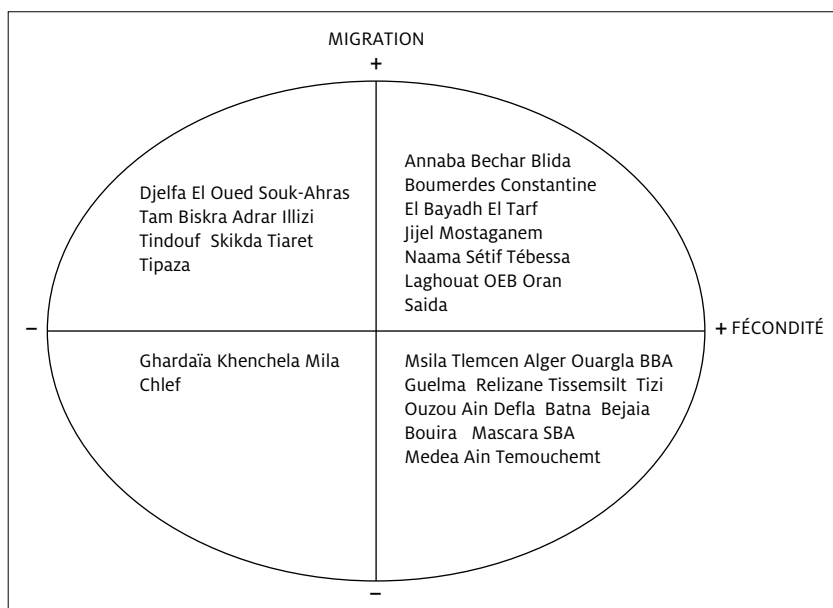 MIGRATION
+
Djelfa El Oued Souk-Ahras
Tam Biskra Adrar Illizi
Tindouf Skikda Tiaret
Tipaza
Annaba Bechar Blida
Boumerdes Constantine
El Bayadh El Tarf
Jijel Mostaganem
Naama Sétif Tébessa
Laghouat OEB Oran
Saida
–
+ FÉCONDITÉ
Ghardaïa Khenchela Mila
Chlef
Msila Tlemcen Alger Ouargla BBA
Guelma Relizane Tissemsilt Tizi
Ouzou Ain Defla Batna Bejaia
Bouira Mascara SBA
Medea Ain Temouchemt
–